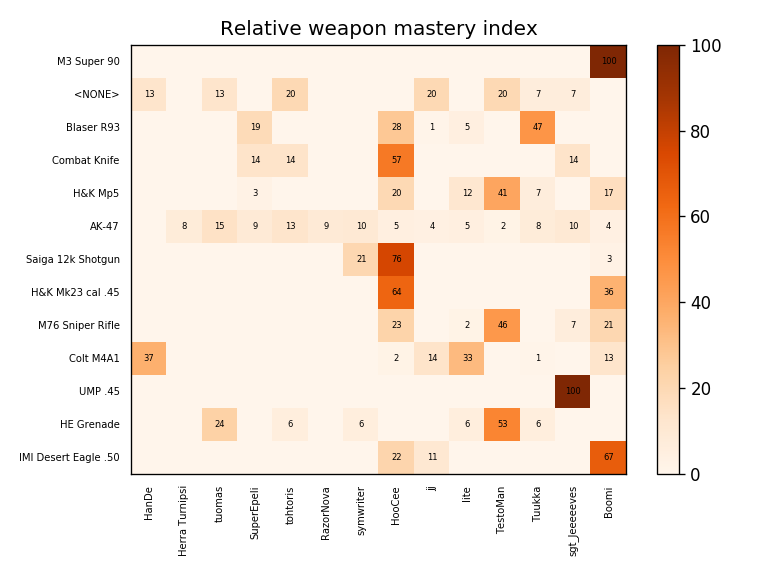 Relative weapon mastery index
M3 Super 90 100
<NONE> 13 13 20 20 20 7 7
Blaser R93 19 28 1 5 47
Combat Knife 14 14 57 14
H&K Mp5 3 20 12 41 7 17
AK-47 8 15 9 13 9 10 5 4 5 2 8 10 4
Saiga 12k Shotgun 21 76 3
H&K Mk23 cal .45 64 36
M76 Sniper Rifle 23 2 46 7 21
Colt M4A1 37 2 14 33 1 13
UMP .45 100
HE Grenade 24 6 6 6 53 6
IMI Desert Eagle .50 22 11 67
HanDe
Herra Turnipsi
tuomas
SuperEpeli
tohtoris
RazorNova
symwriter
HooCee
jj
lite
TestoMan
Tuukka
sgt_Jeeeeeves
Boomi
100
80
60
40
20
0